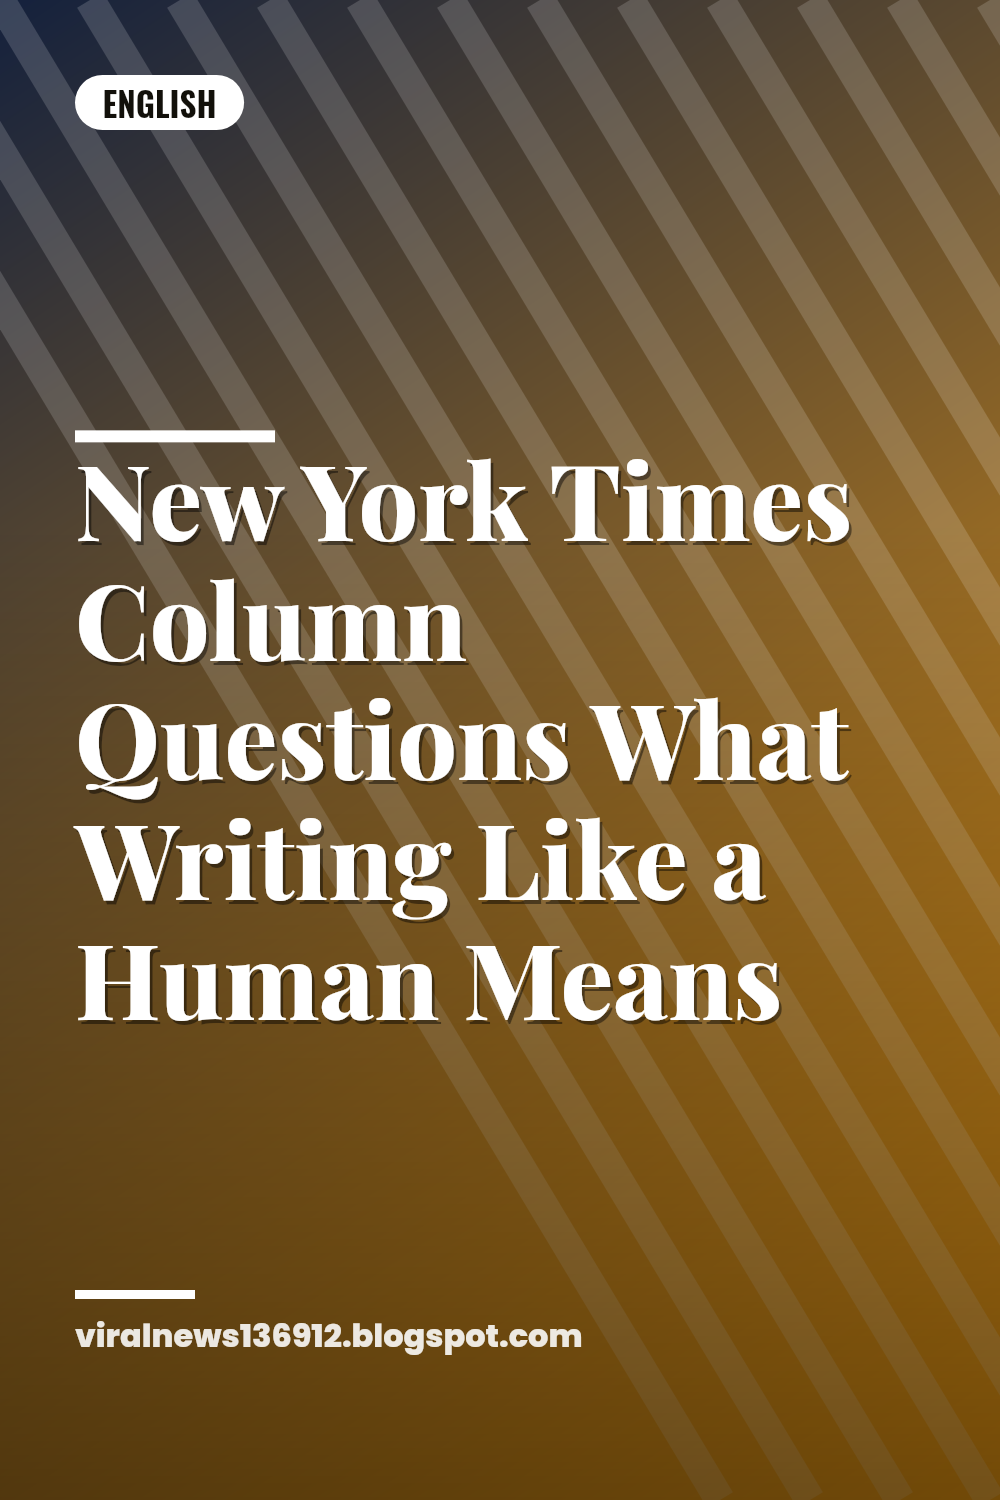 ENGLISH
New York Times
Column
Questions What
Writing Like a
Human Means
viralnews136912.blogspot.com